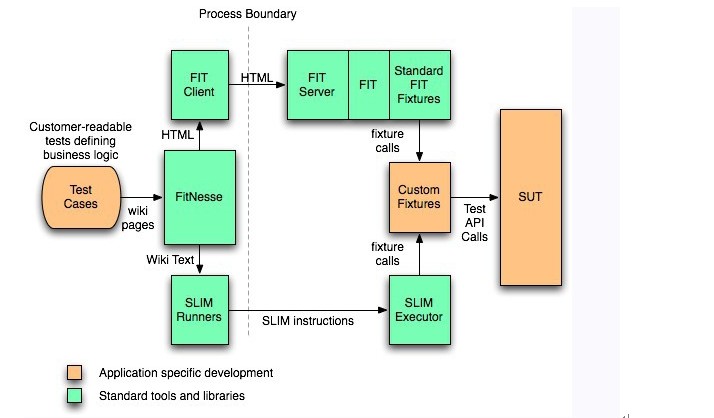 Process Boundary
FIT
Client
HTML
FIT
Server
FIT
Standard
FIT
Fixtures
Customer-readable
tests defining
business logic
HTML
fixture
calls
Test
Cases
wiki
pages
FitNesse
Custom
Fixtures
Test
API
Calls
SUT
Wiki Text
fixture
calls
SLIM
Runners
SLIM instructions
SLIM
Executor
Application specific development
Standard tools and libraries